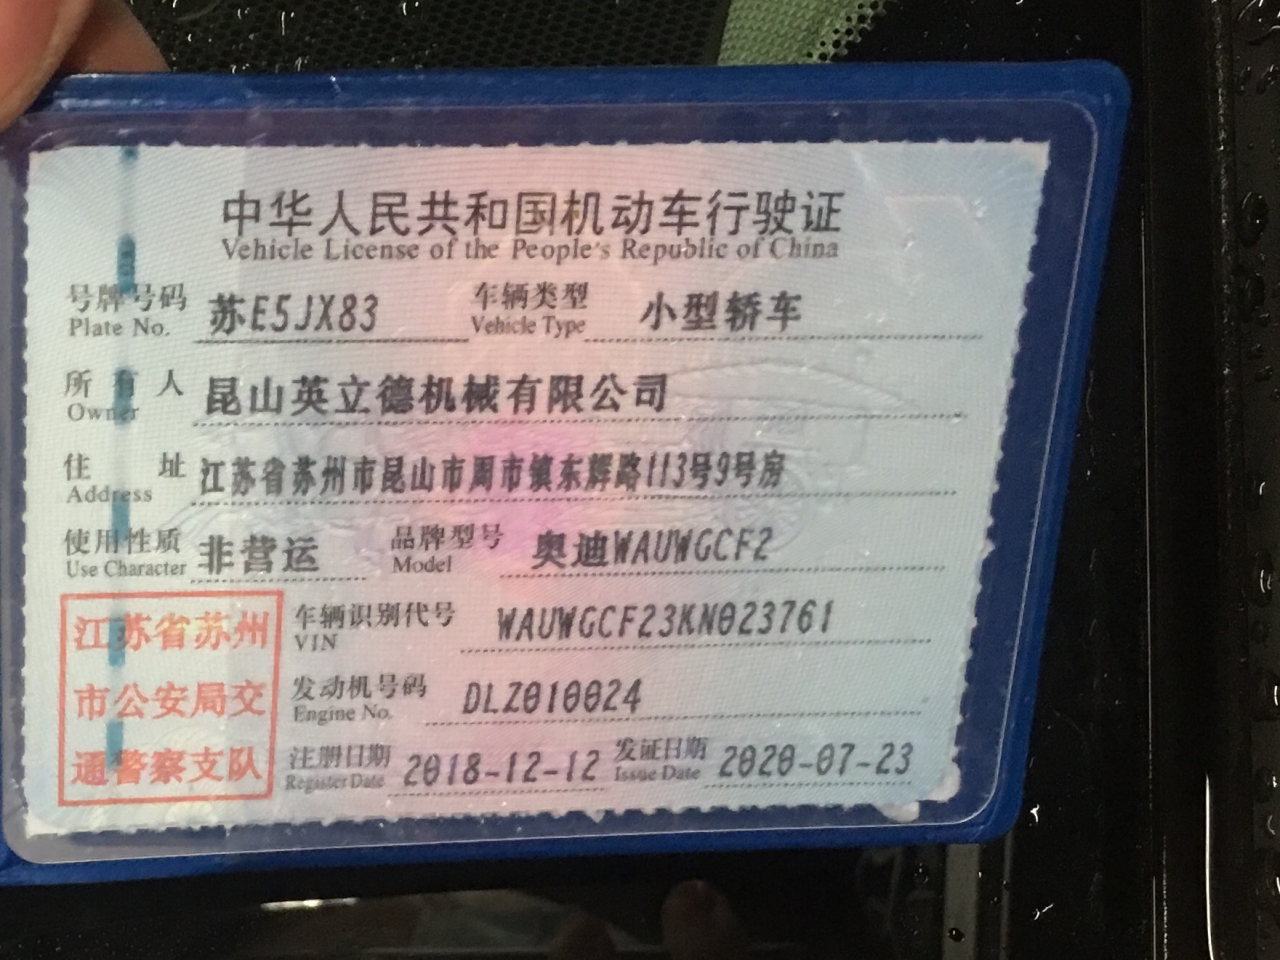 中华人民共和国机动车行驶证
Vehicle License of the People's Republic of China
号牌号码 苏E5JX83 车辆类型 小型轿车
Plate No. Vehicle Type
所有人 昆山英立德机械有限公司
Owner
住址 江苏省苏州市昆山市周市镇东辉路113号9号房
Address
使用性质 非营运 品牌型号 奥迪WAUWGCF2
Use Character Model
江苏省苏州 车辆识别代号 WAUWGCF23KN023761
VIN
市公安局交 发动机号码 DLZ010024
Engine No.
通警察支队 注册日期 2018-12-12 发证日期 2020-07-23
Register Date Issue Date